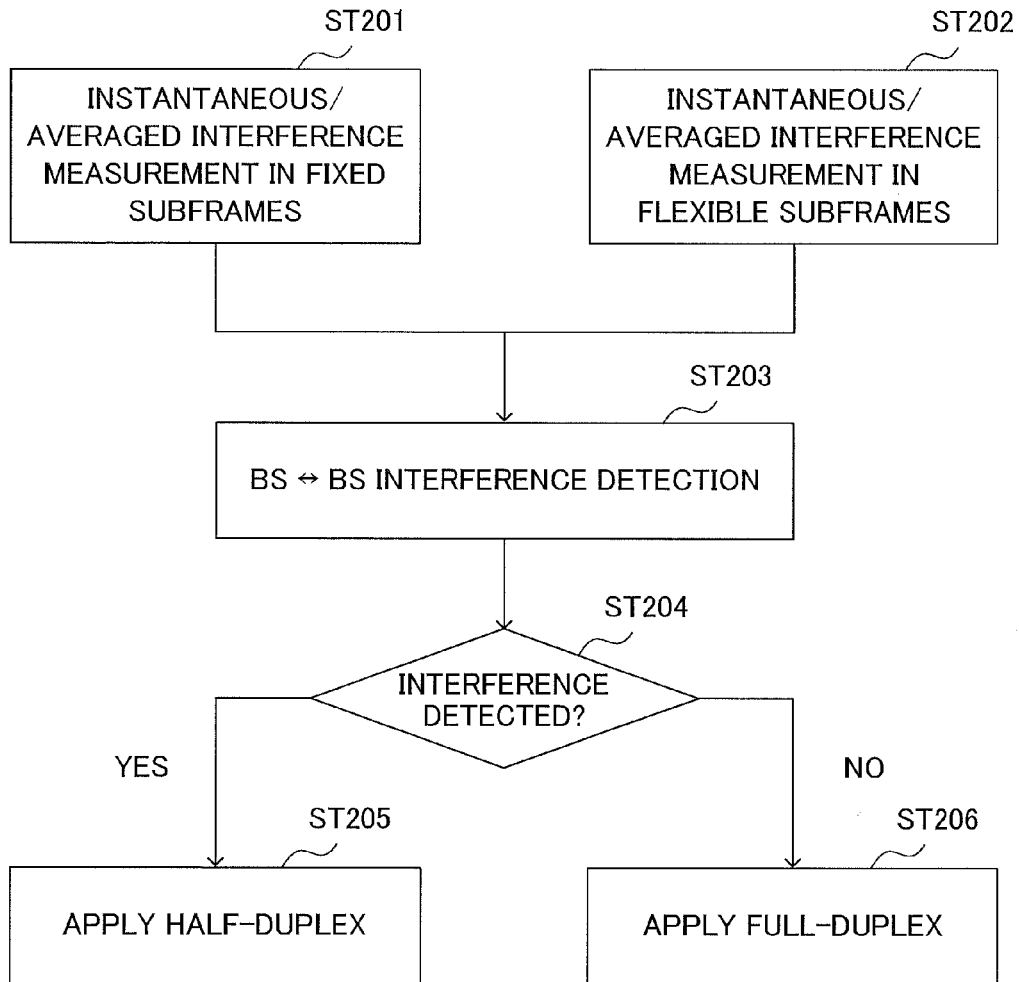 ST201
INSTANTANEOUS/
AVERAGED INTERFERENCE
MEASUREMENT IN FIXED
SUBFRAMES
ST202
INSTANTANEOUS/
AVERAGED INTERFERENCE
MEASUREMENT IN
FLEXIBLE SUBFRAMES
ST203
BS ↔ BS INTERFERENCE DETECTION
ST204
INTERFERENCE
DETECTED?
YES
NO
ST205
APPLY HALF-DUPLEX
ST206
APPLY FULL-DUPLEX